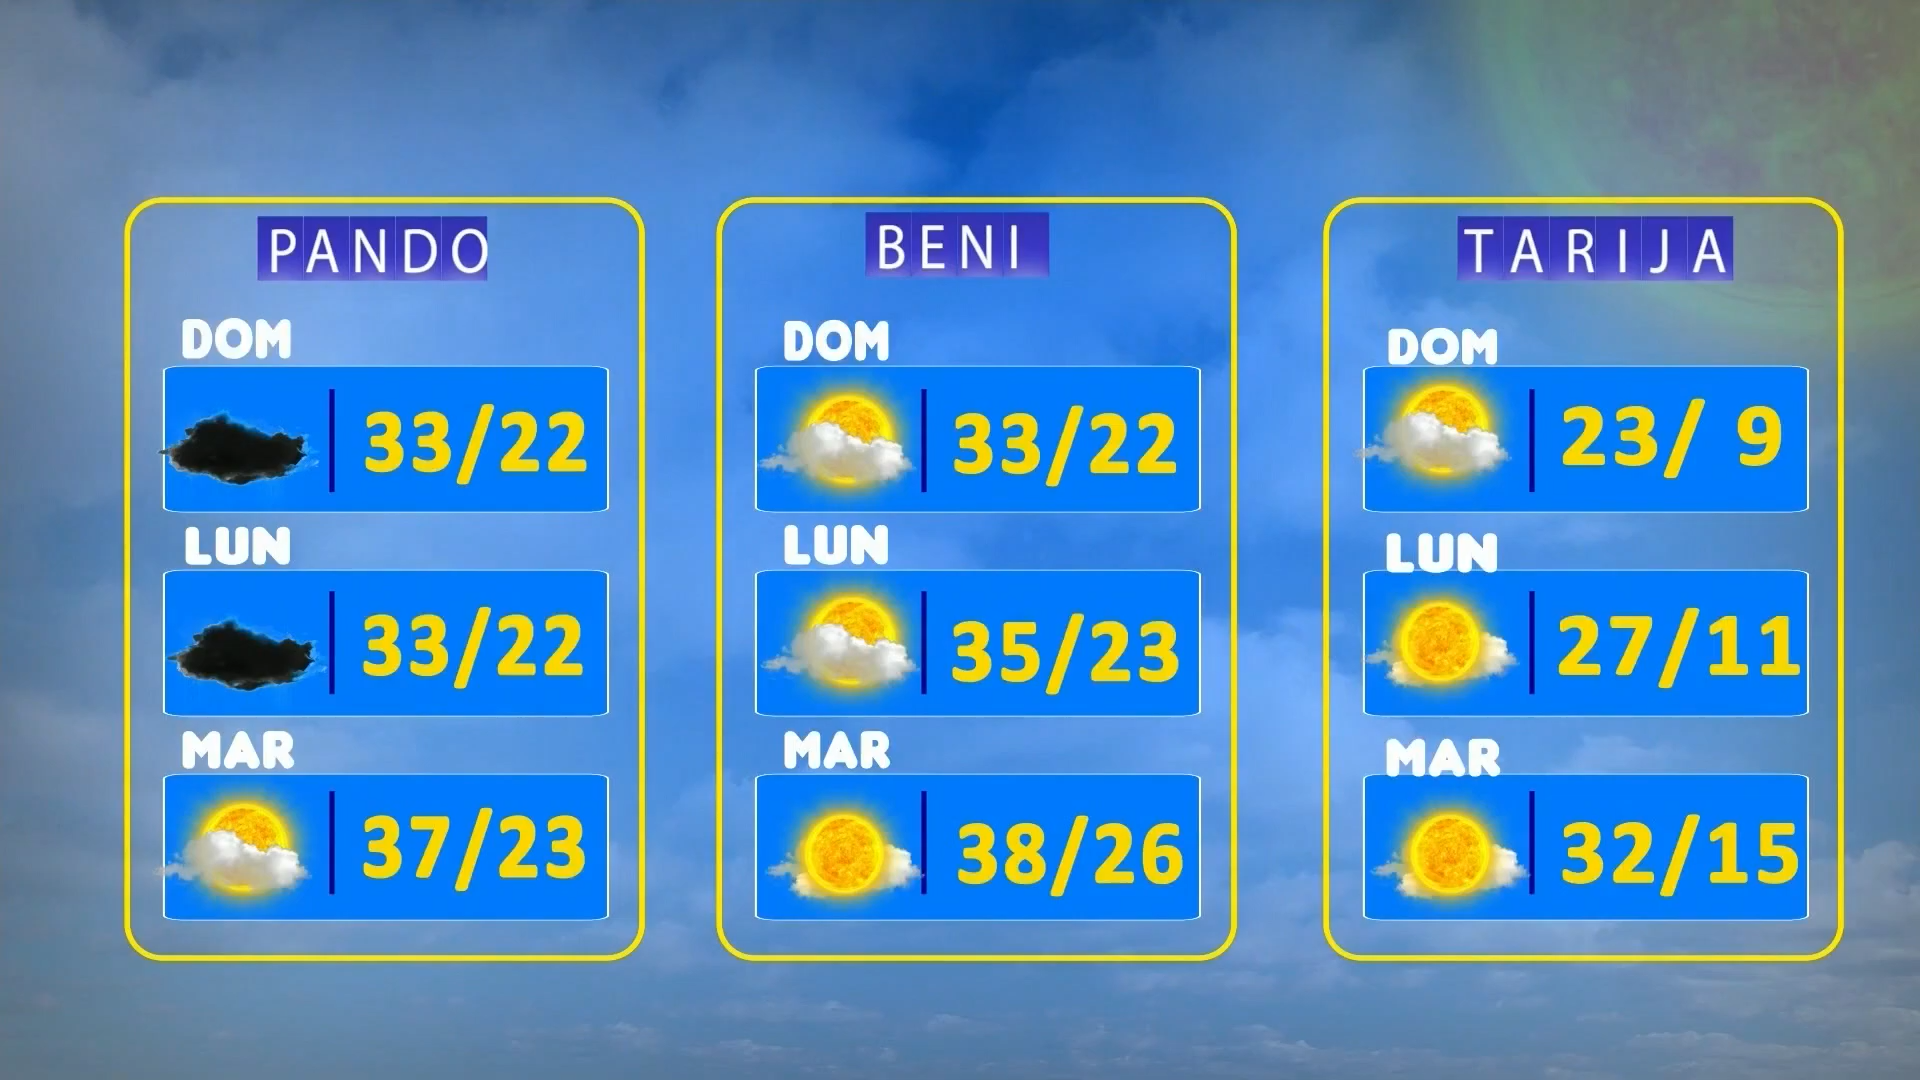 PANDO
DOM
33/22
LUN
33/22
MAR
37/23
BENI
DOM
33/22
LUN
35/23
MAR
38/26
TARIJA
DOM
23/ 9
LUN
27/11
MAR
32/15